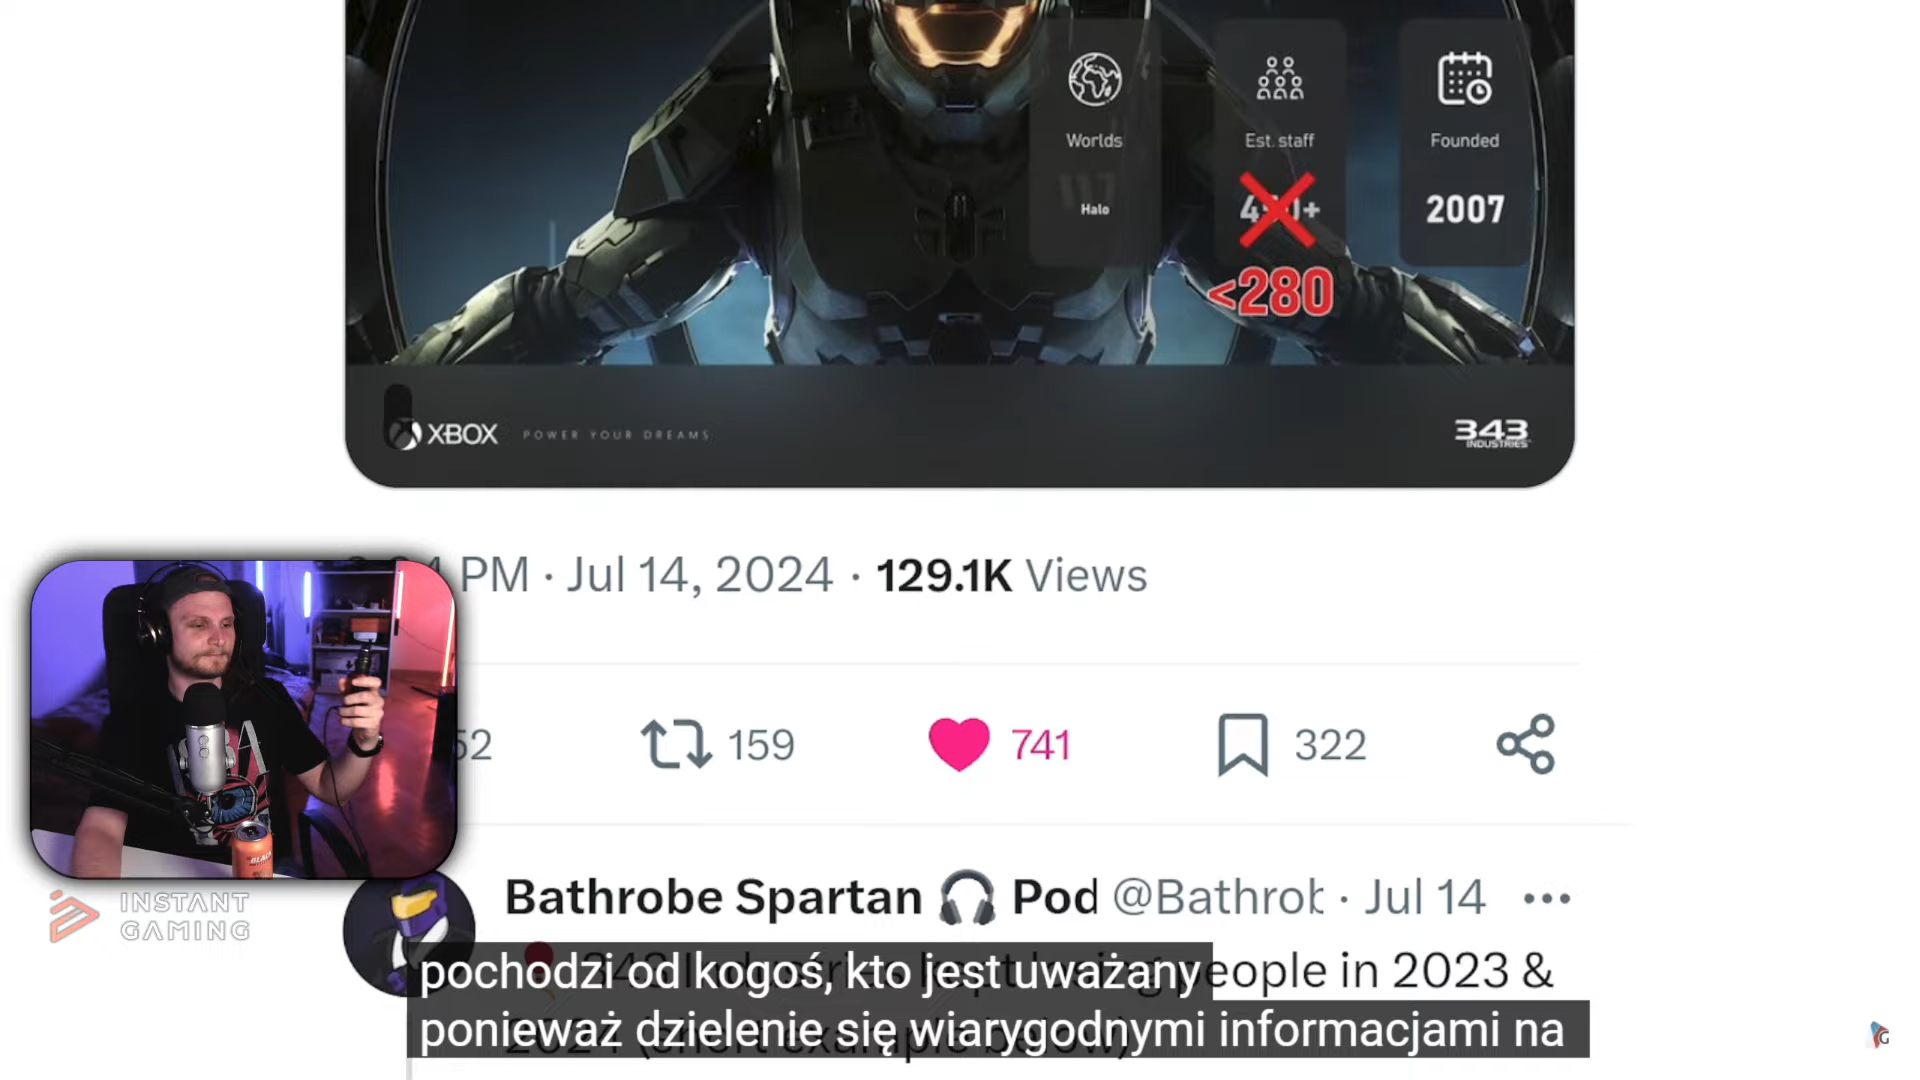 Worlds
Est. staff
Founded
Halo
2007
<280
XBOX
POWER YOUR DREAMS
343
INDUSTRIES
PM · Jul 14, 2024 · 129.1K Views
159
741
322
Bathrobe Spartan 🎧 Pod @Bathrob · Jul 14 •••
INSTANT
GAMING
people in 2023 &
pochodzi od kogoś, kto jest uważany
ponieważ dzielenie się wiarygodnymi informacjami na